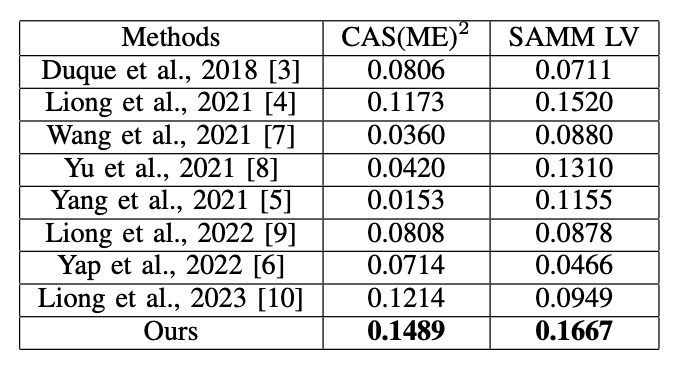 Methods CAS(ME)² SAMM LV
Duque et al., 2018 [3] 0.0806 0.0711
Liong et al., 2021 [4] 0.1173 0.1520
Wang et al., 2021 [7] 0.0360 0.0880
Yu et al., 2021 [8] 0.0420 0.1310
Yang et al., 2021 [5] 0.0153 0.1155
Liong et al., 2022 [9] 0.0808 0.0878
Yap et al., 2022 [6] 0.0714 0.0466
Liong et al., 2023 [10] 0.1214 0.0949
Ours 0.1489 0.1667